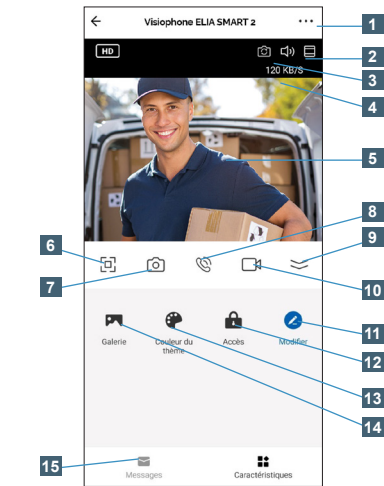 Visiophone ELIA SMART 2
1
HD
2
120 KB/S
3
4
5
6
7
8
9
10
11
Galerie
Couleur du
thème
Accès
Modifier
12
13
14
15
Messages
Caractéristiques